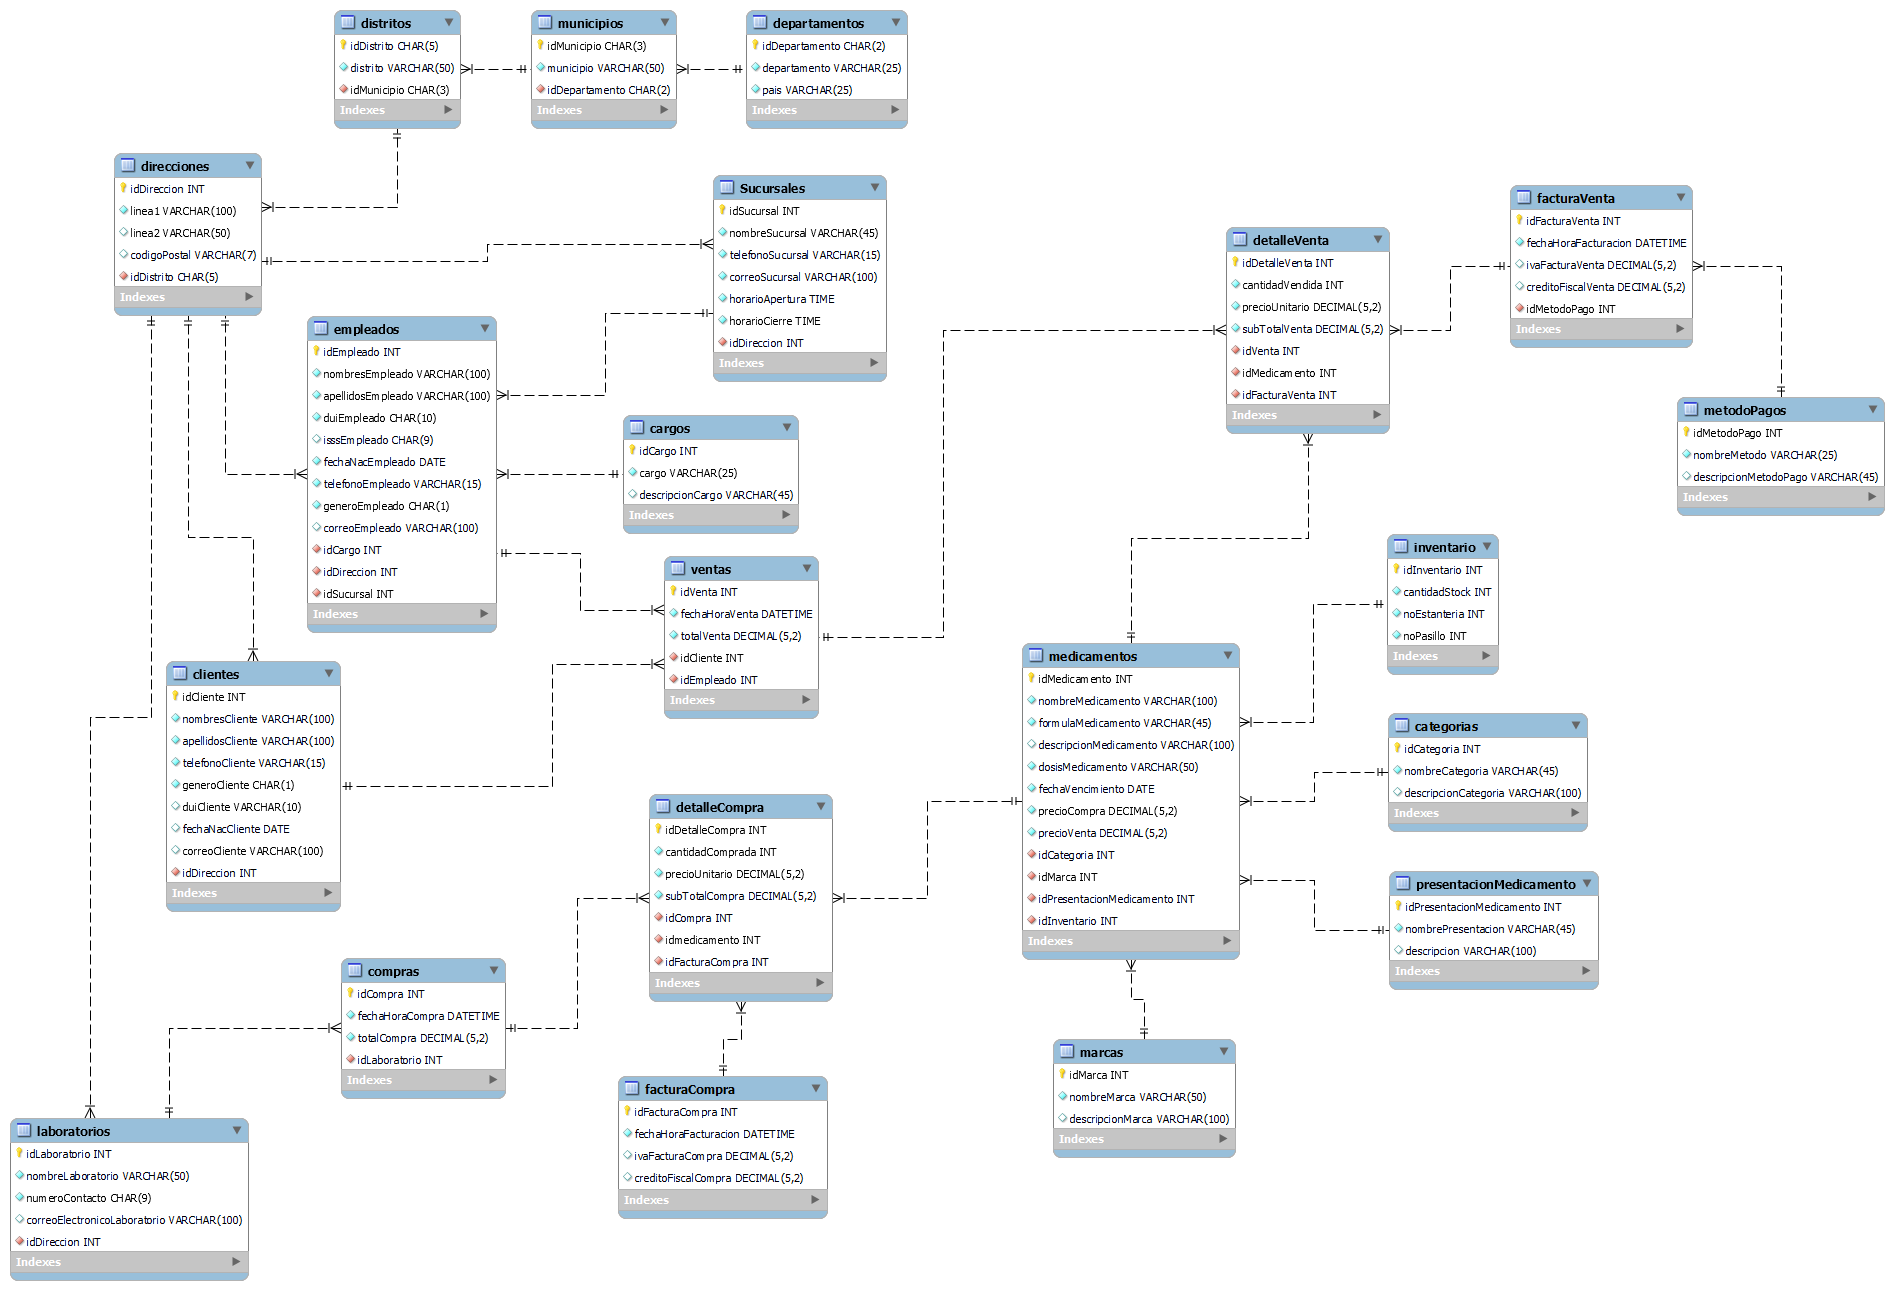 distritos
idDistrito CHAR(5)
distrito VARCHAR(50)
idMunicipio CHAR(3)
Indexes
municipios
idMunicipio CHAR(3)
municipio VARCHAR(50)
idDepartamento CHAR(2)
Indexes
departamentos
idDepartamento CHAR(2)
departamento VARCHAR(25)
pais VARCHAR(25)
Indexes
direcciones
idDireccion INT
linea1 VARCHAR(100)
linea2 VARCHAR(50)
codigoPostal VARCHAR(7)
idDistrito CHAR(5)
Indexes
Sucursales
idSucursal INT
nombreSucursal VARCHAR(45)
telefonoSucursal VARCHAR(15)
correoSucursal VARCHAR(100)
horarioApertura TIME
horarioCierre TIME
idDireccion INT
Indexes
detalleVenta
idDetalleVenta INT
cantidadVendida INT
precioUnitario DECIMAL(5,2)
subTotalVenta DECIMAL(5,2)
idVenta INT
idMedicamento INT
idFacturaVenta INT
Indexes
facturaVenta
idFacturaVenta INT
fechaHoraFacturacion DATETIME
ivaFacturaVenta DECIMAL(5,2)
creditoFiscalVenta DECIMAL(5,2)
idMetodoPago INT
Indexes
empleados
idEmpleado INT
nombresEmpleado VARCHAR(100)
apellidosEmpleado VARCHAR(100)
duiEmpleado CHAR(10)
isssEmpleado CHAR(9)
fechaNacEmpleado DATE
telefonoEmpleado VARCHAR(15)
generoEmpleado CHAR(1)
correoEmpleado VARCHAR(100)
idCargo INT
idDireccion INT
idSucursal INT
Indexes
cargos
idCargo INT
cargo VARCHAR(25)
descripcionCargo VARCHAR(45)
Indexes
metodoPagos
idMetodoPago INT
nombreMetodo VARCHAR(25)
descripcionMetodoPago VARCHAR(45)
Indexes
ventas
idVenta INT
fechaHoraVenta DATETIME
totalVenta DECIMAL(5,2)
idCliente INT
idEmpleado INT
Indexes
inventario
idInventario INT
cantidadStock INT
noEstanteria INT
noPasillo INT
Indexes
clientes
idCliente INT
nombresCliente VARCHAR(100)
apellidosCliente VARCHAR(100)
telefonoCliente VARCHAR(15)
generoCliente CHAR(1)
duiCliente VARCHAR(10)
fechaNacCliente DATE
correoCliente VARCHAR(100)
idDireccion INT
Indexes
medicamentos
idMedicamento INT
nombreMedicamento VARCHAR(100)
formulaMedicamento VARCHAR(45)
descripcionMedicamento VARCHAR(100)
dosisMedicamento VARCHAR(50)
fechaVencimiento DATE
precioCompra DECIMAL(5,2)
precioVenta DECIMAL(5,2)
idCategoria INT
idMarca INT
idPresentacionMedicamento INT
idInventario INT
Indexes
categorias
idCategoria INT
nombreCategoria VARCHAR(45)
descripcionCategoria VARCHAR(100)
Indexes
detalleCompra
idDetalleCompra INT
cantidadComprada INT
precioUnitario DECIMAL(5,2)
subTotalCompra DECIMAL(5,2)
idCompra INT
idmedicamento INT
idFacturaCompra INT
Indexes
presentacionMedicamento
idPresentacionMedicamento INT
nombrePresentacion VARCHAR(45)
descripcion VARCHAR(100)
Indexes
compras
idCompra INT
fechaHoraCompra DATETIME
totalCompra DECIMAL(5,2)
idLaboratorio INT
Indexes
marcas
idMarca INT
nombreMarca VARCHAR(50)
descripcionMarca VARCHAR(100)
Indexes
facturaCompra
idFacturaCompra INT
fechaHoraFacturacion DATETIME
ivaFacturaCompra DECIMAL(5,2)
creditoFiscalCompra DECIMAL(5,2)
Indexes
laboratorios
idLaboratorio INT
nombreLaboratorio VARCHAR(50)
numeroContacto CHAR(9)
correoElectronicoLaboratorio VARCHAR(100)
idDireccion INT
Indexes